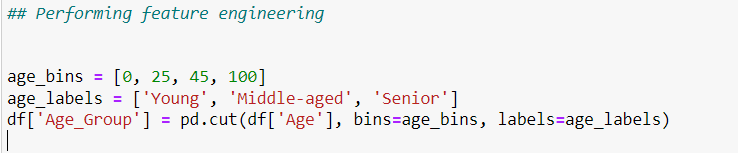 ## Performing feature engineering
age_bins = [0, 25, 45, 100]
age_labels = ['Young', 'Middle-aged', 'Senior']
df['Age_Group'] = pd.cut(df['Age'], bins=age_bins, labels=age_labels)